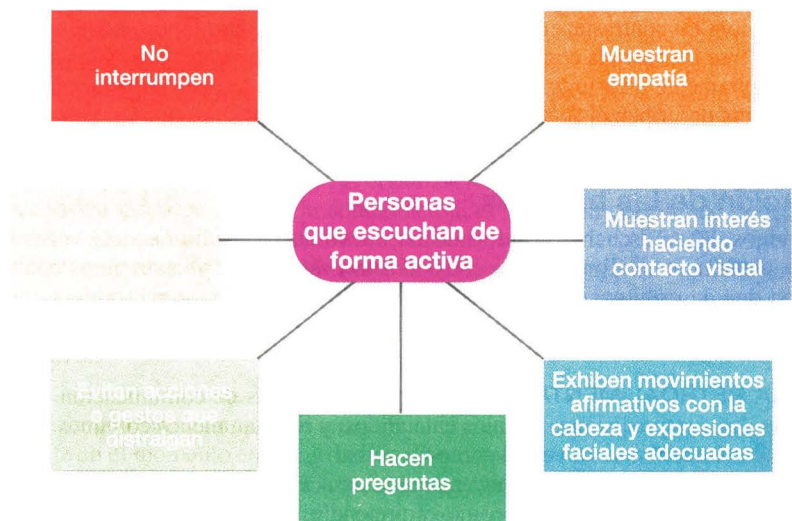 No
interrumpen
Muestran
empatía
Personas
que escuchan de
forma activa
Muestran interés
haciendo
contacto visual
Evitan acciones
o gestos que
distraigan
Exhiben movimientos
afirmativos con la
cabeza y expresiones
faciales adecuadas
Hacen
preguntas